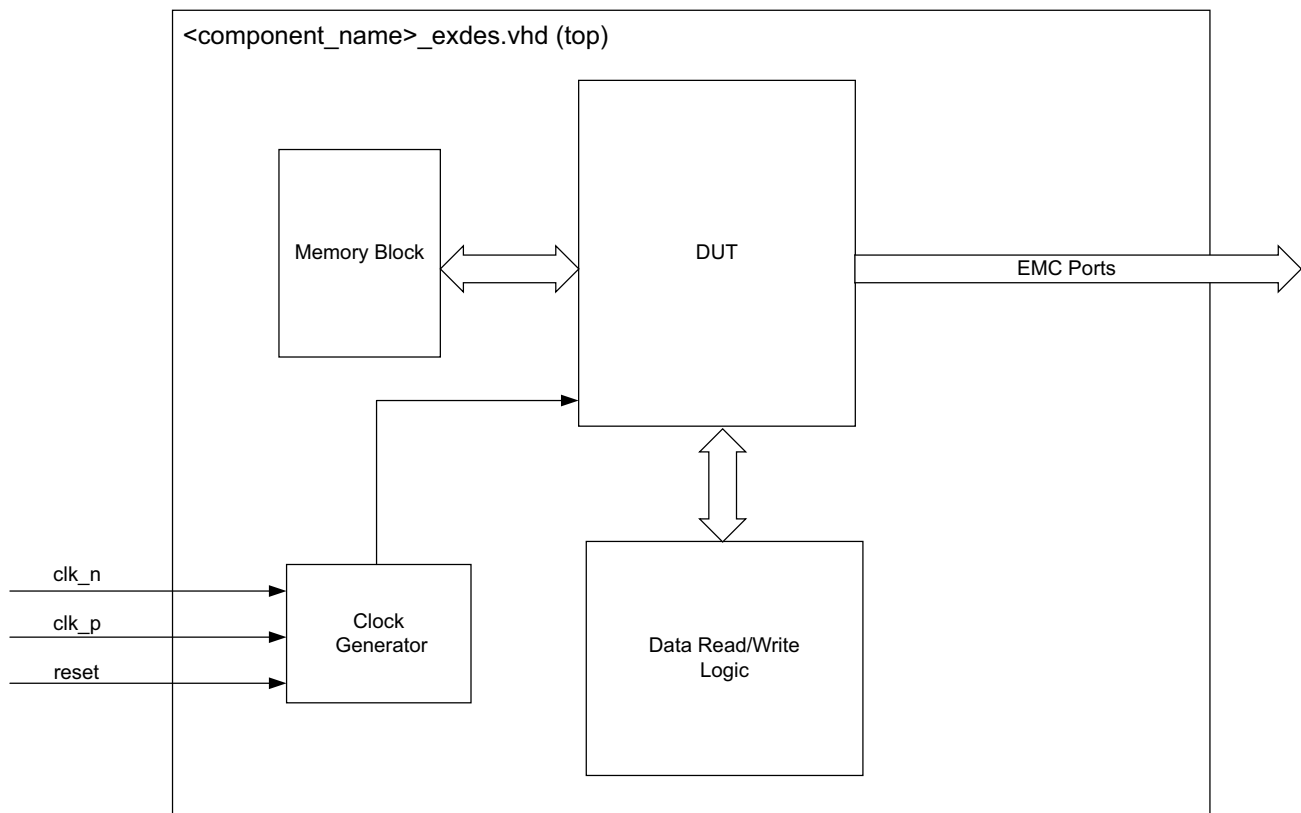 <component_name>_exdes.vhd (top)
Memory Block
DUT
EMC Ports
clk_n
clk_p
reset
Clock
Generator
Data Read/Write
Logic